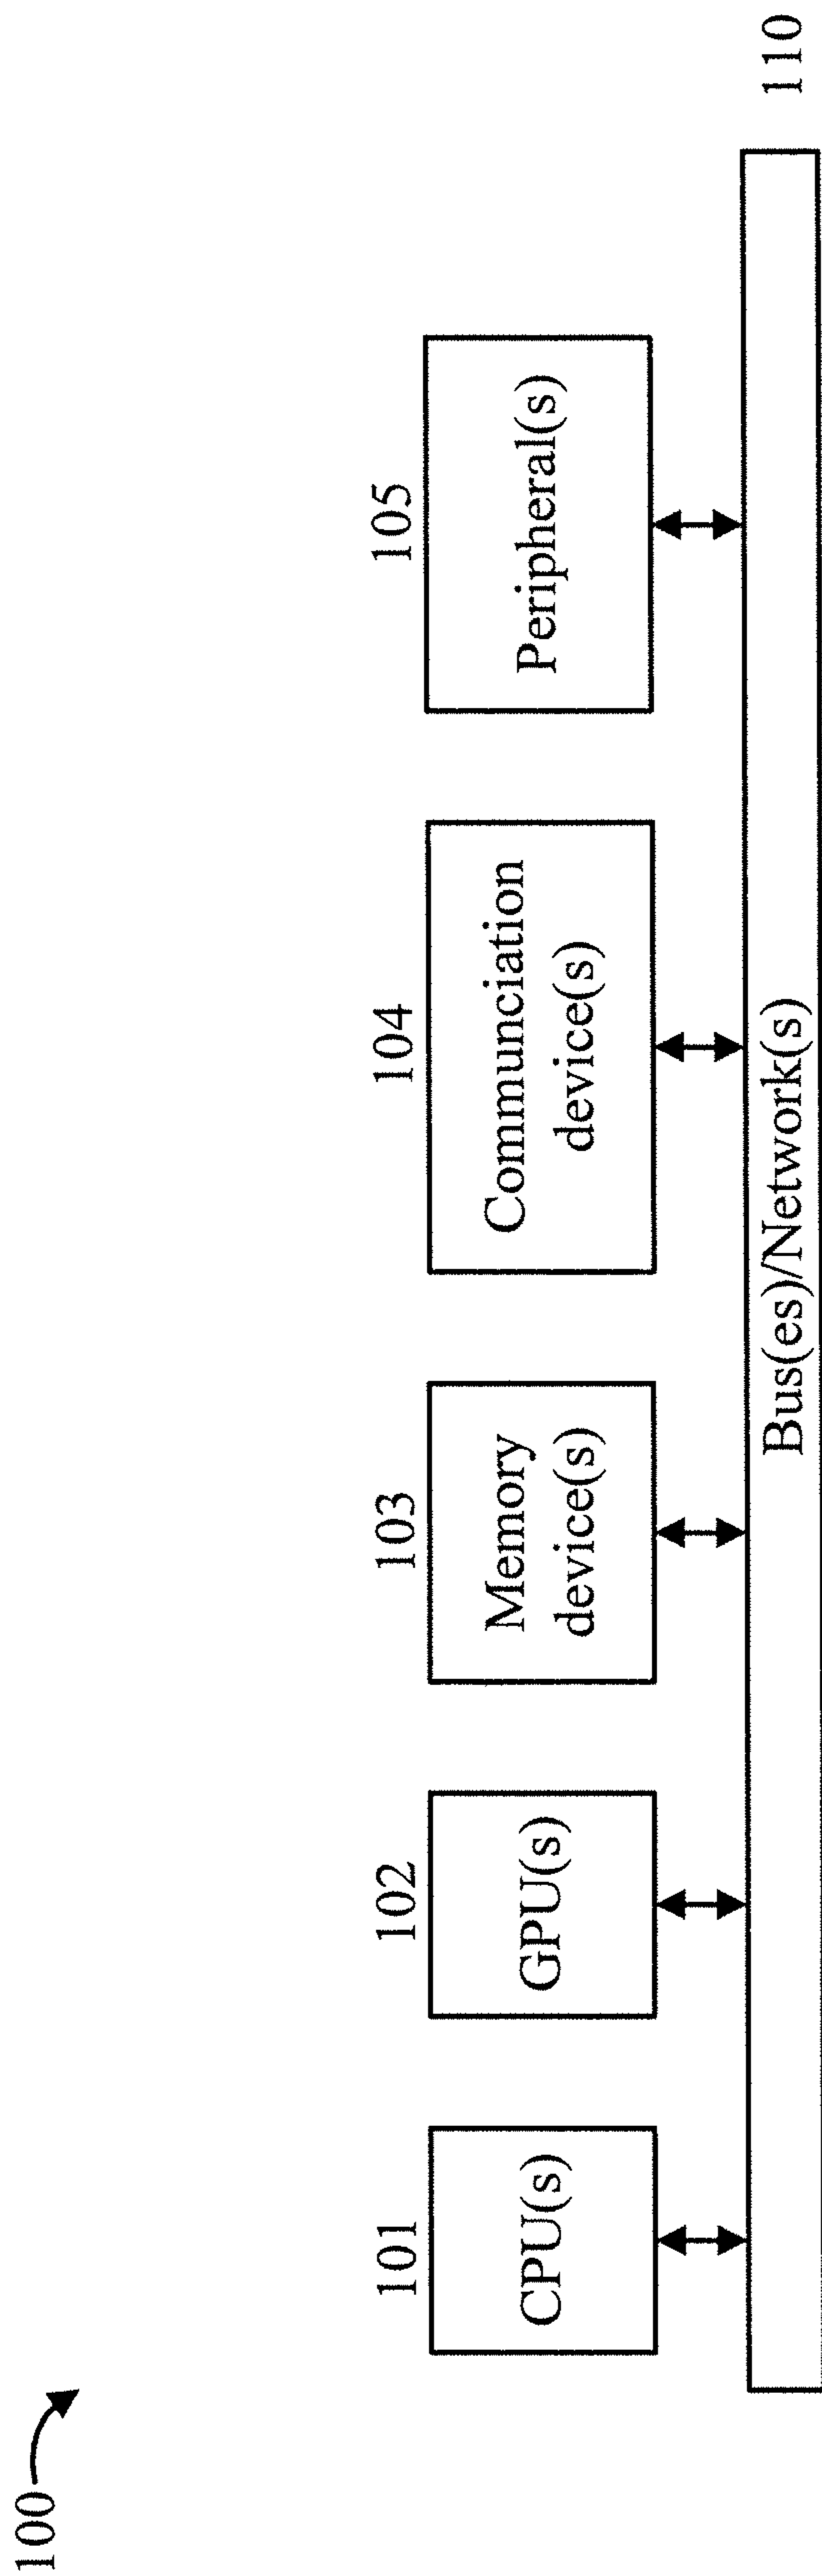 100
101
CPU(s)
102
GPU(s)
103
Memory
device(s)
104
Communciation
device(s)
105
Peripheral(s)
Bus(es)/Network(s)
110